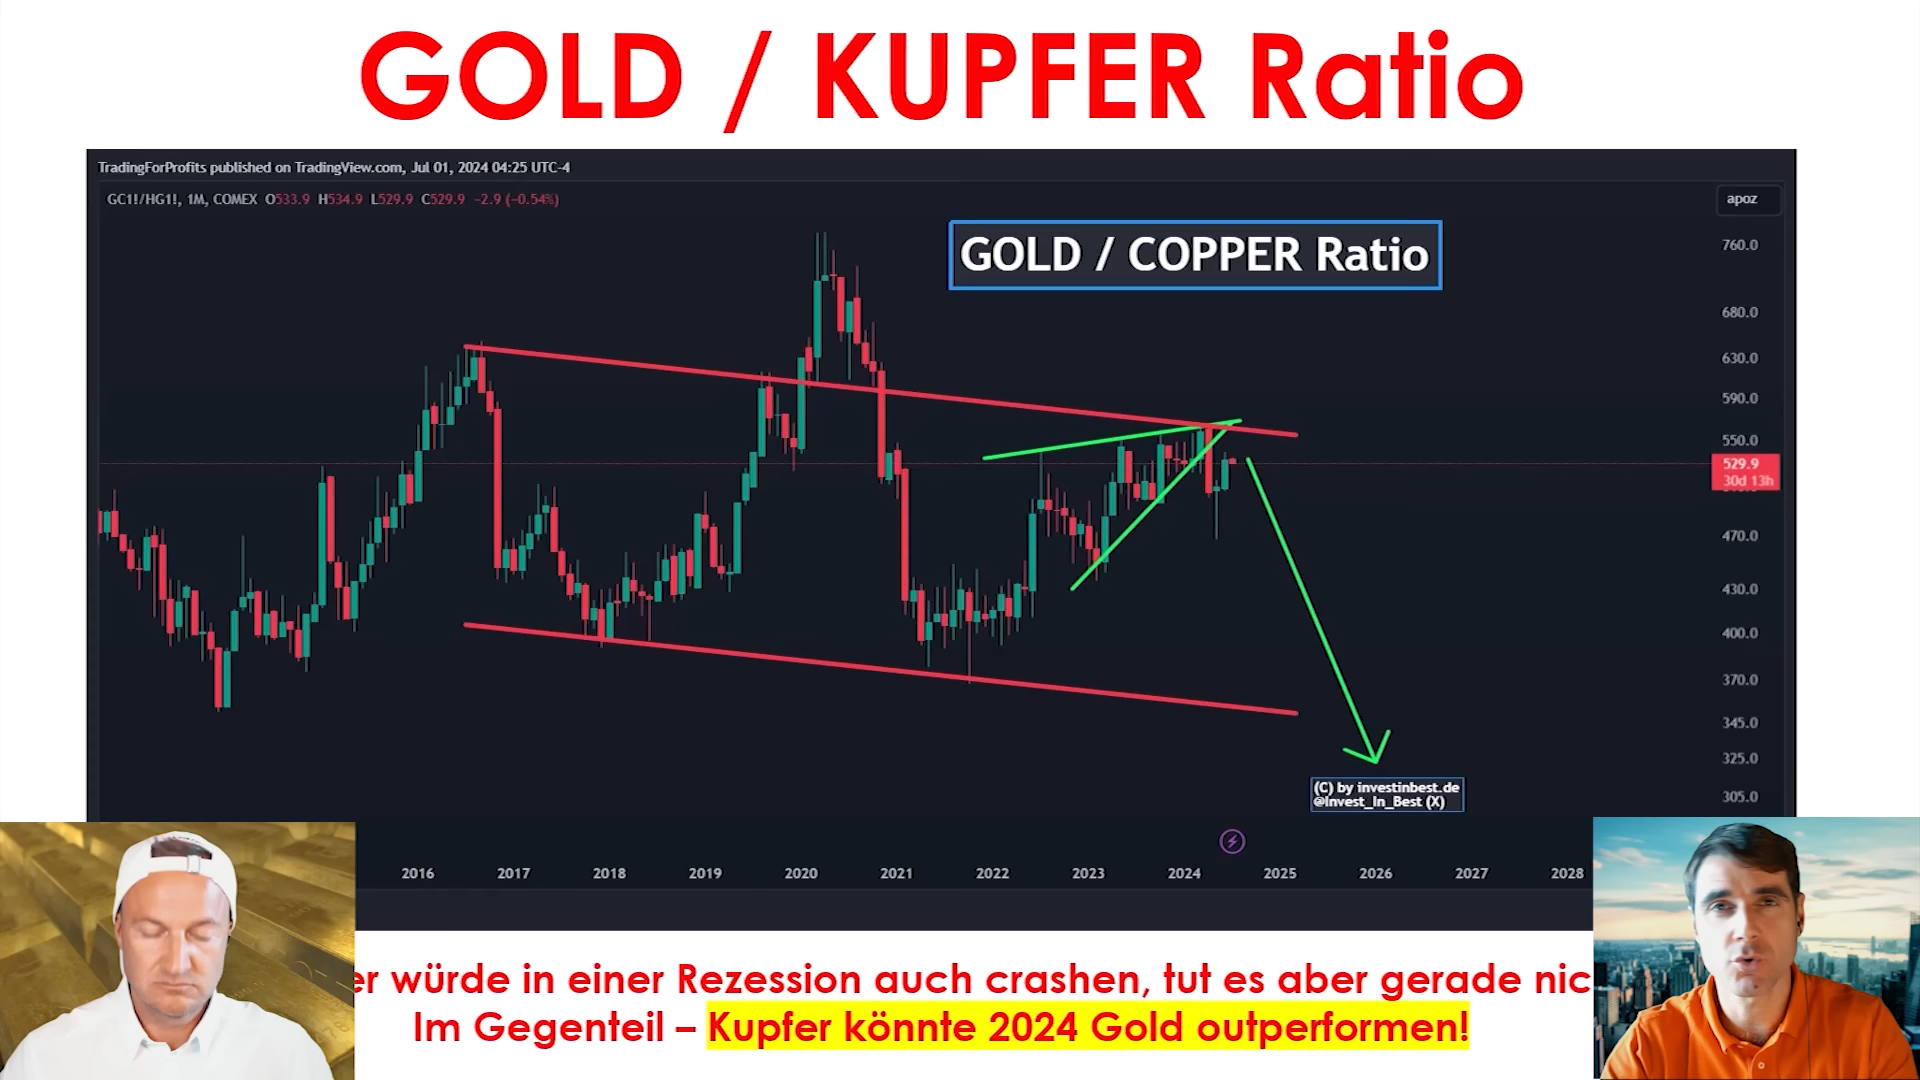 GOLD / KUPFER Ratio
TradingForProfits published on TradingView.com, Jul 01, 2024 04:25 UTC-4
GC1!/HG1!, 1M, COMEX O533.9 H534.9 L529.9 C529.9 −2.9 (−0.54%)
apoz
GOLD / COPPER Ratio
760.0
680.0
630.0
590.0
550.0
529.9
30d 13h
470.0
430.0
400.0
370.0
345.0
325.0
305.0
(C) by investinbest.de
@Invest_In_Best (X)
2016 2017 2018 2019 2020 2021 2022 2023 2024 2025 2026 2027 2028
er würde in einer Rezession auch crashen, tut es aber gerade nic
Im Gegenteil – Kupfer könnte 2024 Gold outperformen!